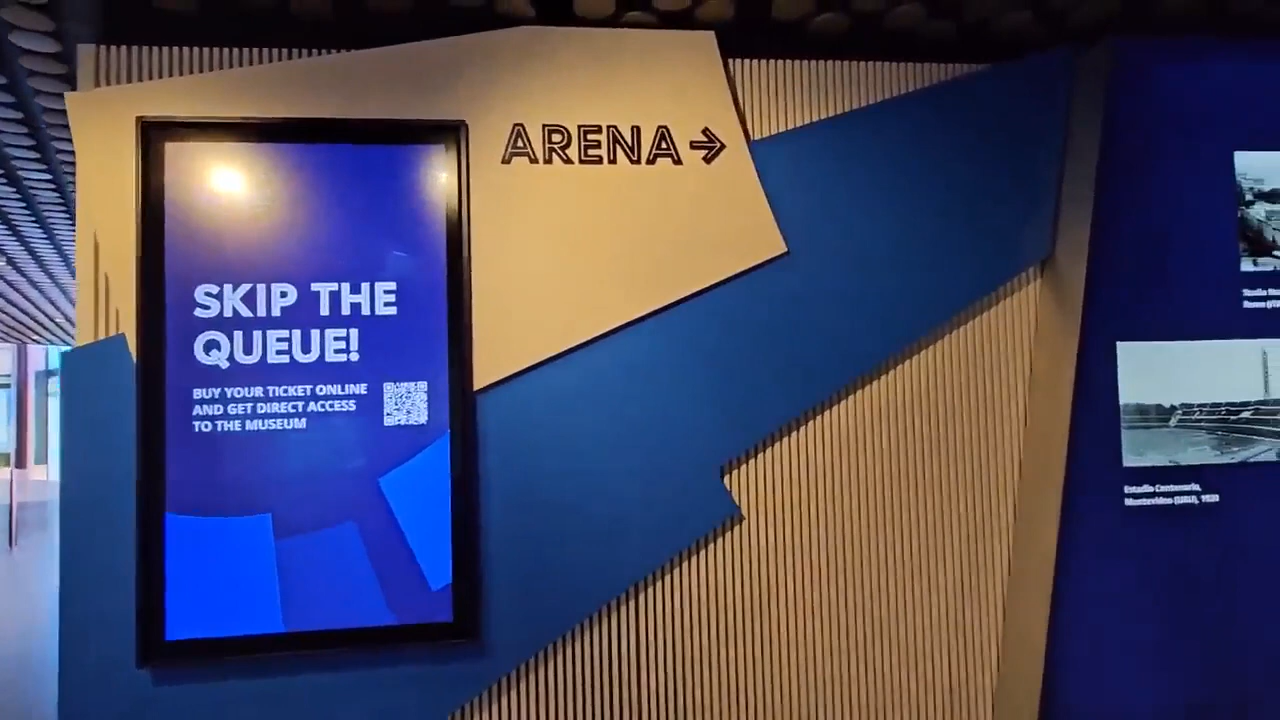 ARENA→
SKIP THE
QUEUE!
BUY YOUR TICKET ONLINE
AND GET DIRECT ACCESS
TO THE MUSEUM
Estadio Centenario,
Montevideo (URU), 1930